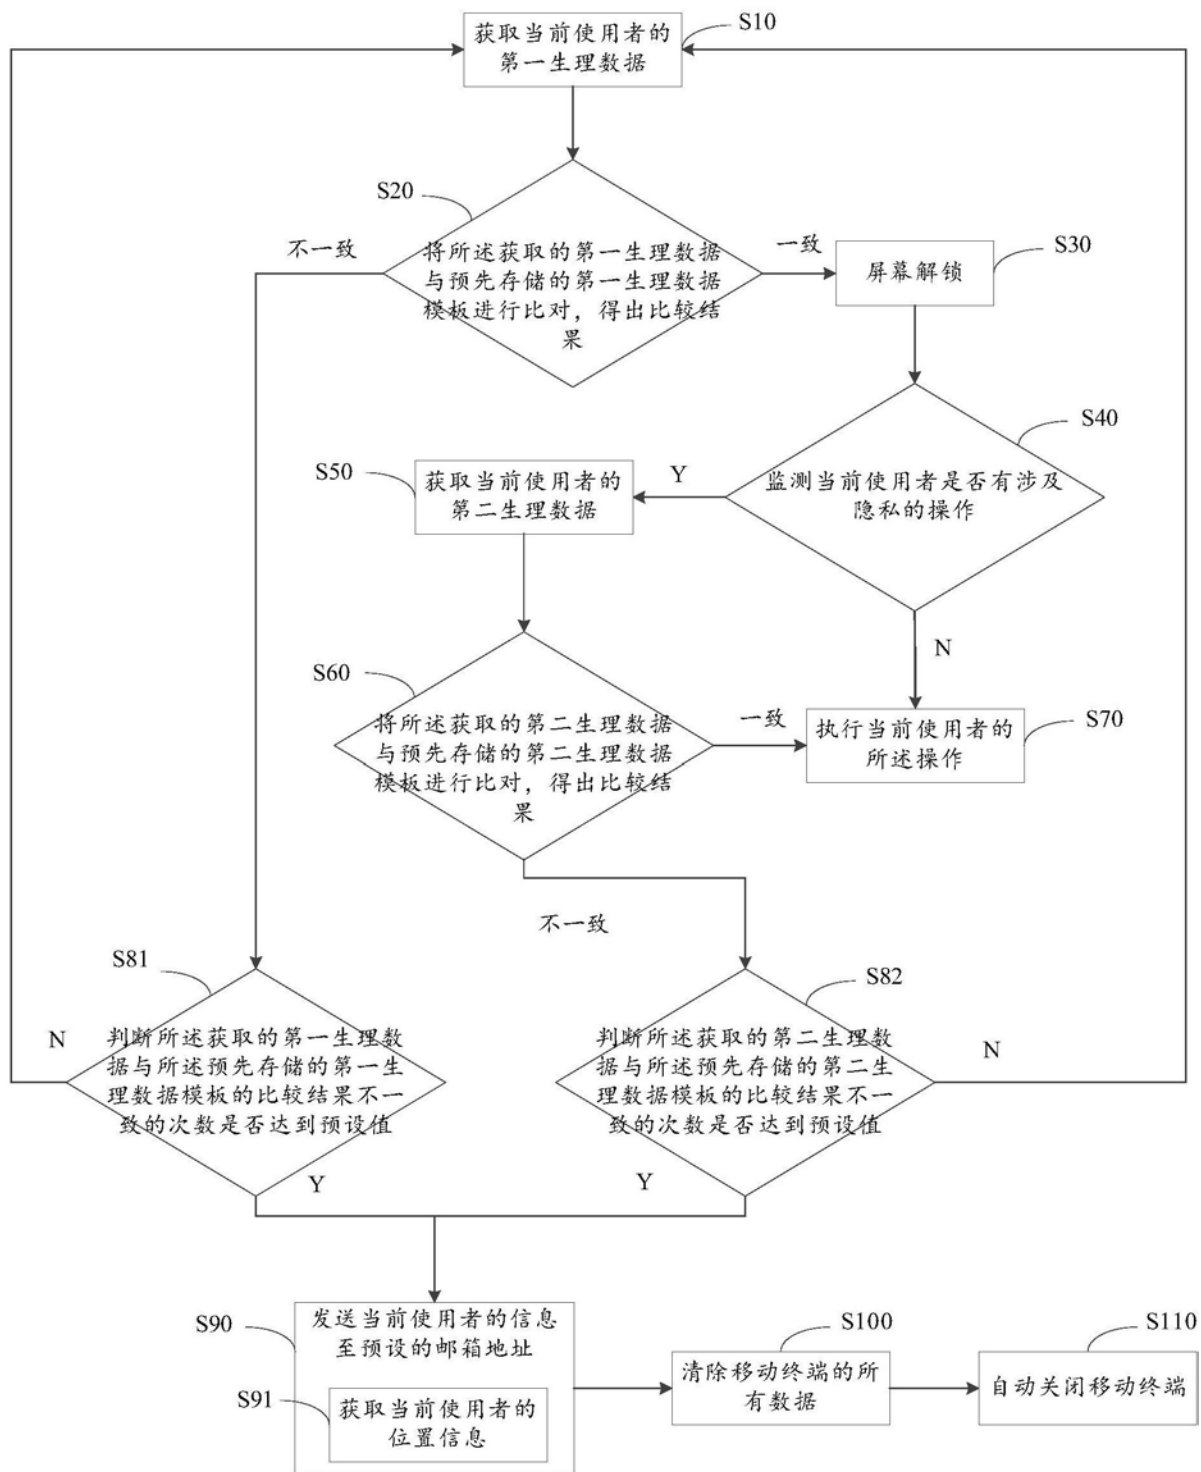 获取当前使用者的
第一生理数据
S10
S20
不一致
将所述获取的第一生理数据
与预先存储的第一生理数据
模板进行比对，得出比较结
果
一致
S30
屏幕解锁
S40
监测当前使用者是否有涉及
隐私的操作
Y
S50
获取当前使用者的
第二生理数据
N
S60
将所述获取的第二生理数据
与预先存储的第二生理数据
模板进行比对，得出比较结
果
一致
S70
执行当前使用者的
所述操作
不一致
S81
N
判断所述获取的第一生理数
据与所述预先存储的第一生
理数据模板的比较结果不一
致的次数是否达到预设值
Y
S82
判断所述获取的第二生理数
据与所述预先存储的第二生
理数据模板的比较结果不一
致的次数是否达到预设值
N
Y
S90
发送当前使用者的信息
至预设的邮箱地址
S91
获取当前使用者的
位置信息
S100
清除移动终端的所
有数据
S110
自动关闭移动终端